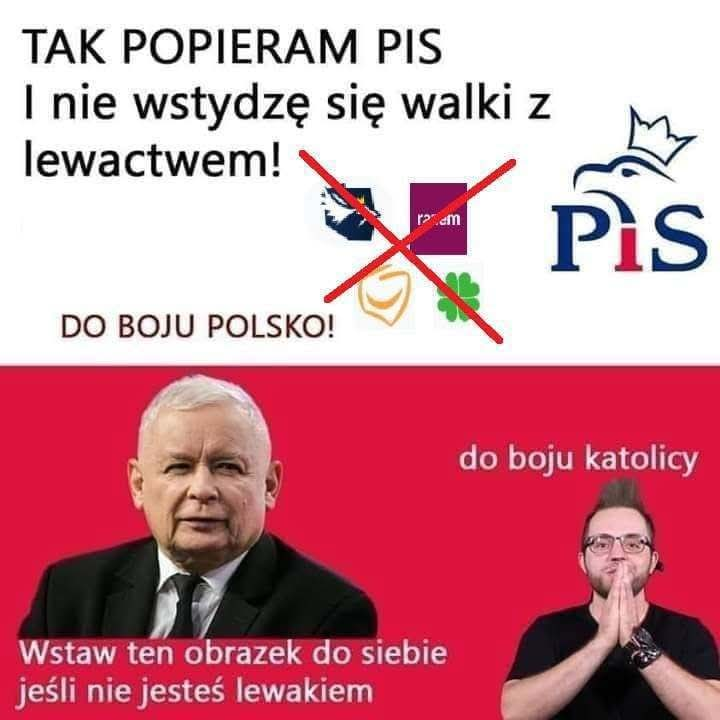 TAK POPIERAM PIS
I nie wstydzę się walki z
lewactwem!
razem
PiS
DO BOJU POLSKO!
do boju katolicy
Wstaw ten obrazek do siebie
jeśli nie jesteś lewakiem